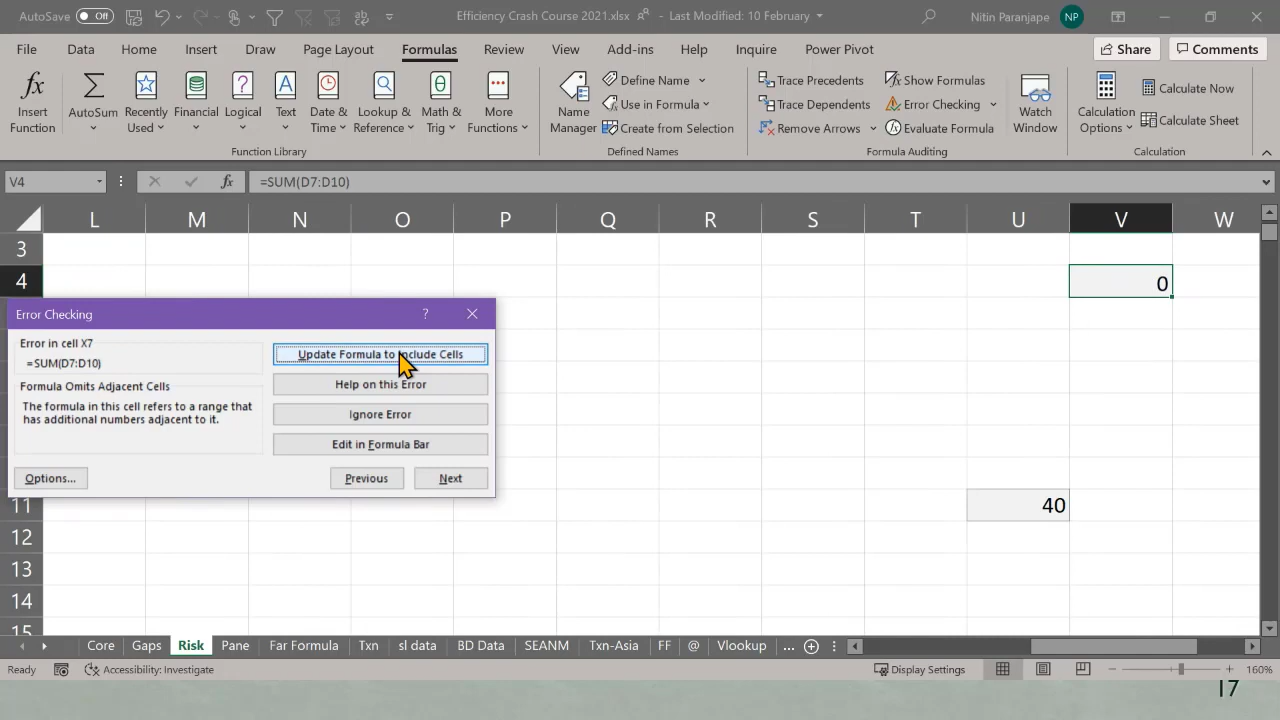 AutoSave Off
Efficiency Crash Course 2021.xlsx - Last Modified: 10 February
Nitin Paranjape NP
File Data Home Insert Draw Page Layout Formulas Review View Add-ins Help Inquire Power Pivot
Share Comments
Insert Function
AutoSum
Recently Used
Financial
Logical
Text
Date & Time
Lookup & Reference
Math & Trig
More Functions
Function Library
Name Manager
Define Name
Use in Formula
Create from Selection
Defined Names
Trace Precedents
Trace Dependents
Remove Arrows
Show Formulas
Error Checking
Evaluate Formula
Formula Auditing
Watch Window
Calculation Options
Calculate Now
Calculate Sheet
Calculation
V4 fx =SUM(D7:D10)
L M N O P Q R S T U V W
3
4 0
Error Checking ?
Error in cell X7
=SUM(D7:D10)
Formula Omits Adjacent Cells
The formula in this cell refers to a range that
has additional numbers adjacent to it.
Update Formula to Include Cells
Help on this Error
Ignore Error
Edit in Formula Bar
Options... Previous Next
11 40
12
13
14
15
Core Gaps Risk Pane Far Formula Txn sl data BD Data SEANM Txn-Asia FF @ Vlookup ...
Ready Accessibility: Investigate Display Settings 160%
17